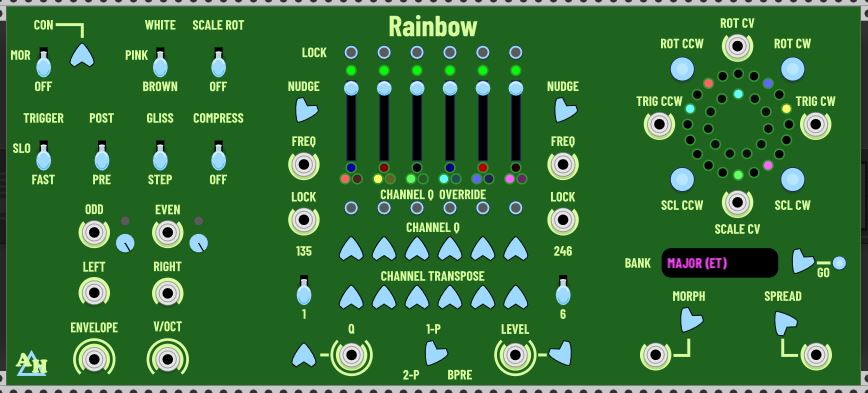 Rainbow
CON
WHITE
SCALE ROT
MOR
PINK
OFF
BROWN
OFF
TRIGGER
POST
GLISS
COMPRESS
SLO
FAST
PRE
STEP
OFF
ODD
EVEN
LEFT
RIGHT
ENVELOPE
V/OCT
AH
LOCK
NUDGE
NUDGE
FREQ
FREQ
LOCK
LOCK
CHANNEL Q OVERRIDE
CHANNEL Q
135
246
CHANNEL TRANSPOSE
1
6
Q
1-P
LEVEL
2-P
BPRE
ROT CV
ROT CCW
ROT CW
TRIG CCW
TRIG CW
SCL CCW
SCL CW
SCALE CV
BANK
MAJOR (ET)
GO
MORPH
SPREAD